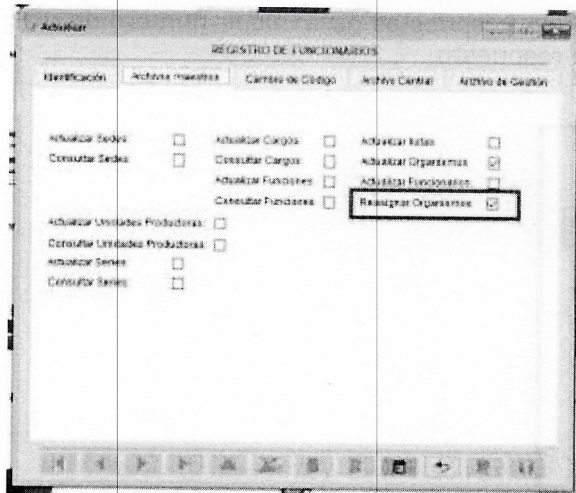 Actualizar
REGISTRO DE FUNCIONARIOS
Identificación Archivos maestros Cambio de Código Archivo Central Archivo de Gestión
Actualizar Sedes Actualizar Cargos Actualizar
Consultar Sedes Consultar Cargos Actualizar Organismos
Actualizar Funciones Actualizar Funcionarios
Consultar Funciones Reasignar Organismos
Actualizar Unidades Productoras
Consultar Unidades Productoras
Actualizar Series
Consultar Series